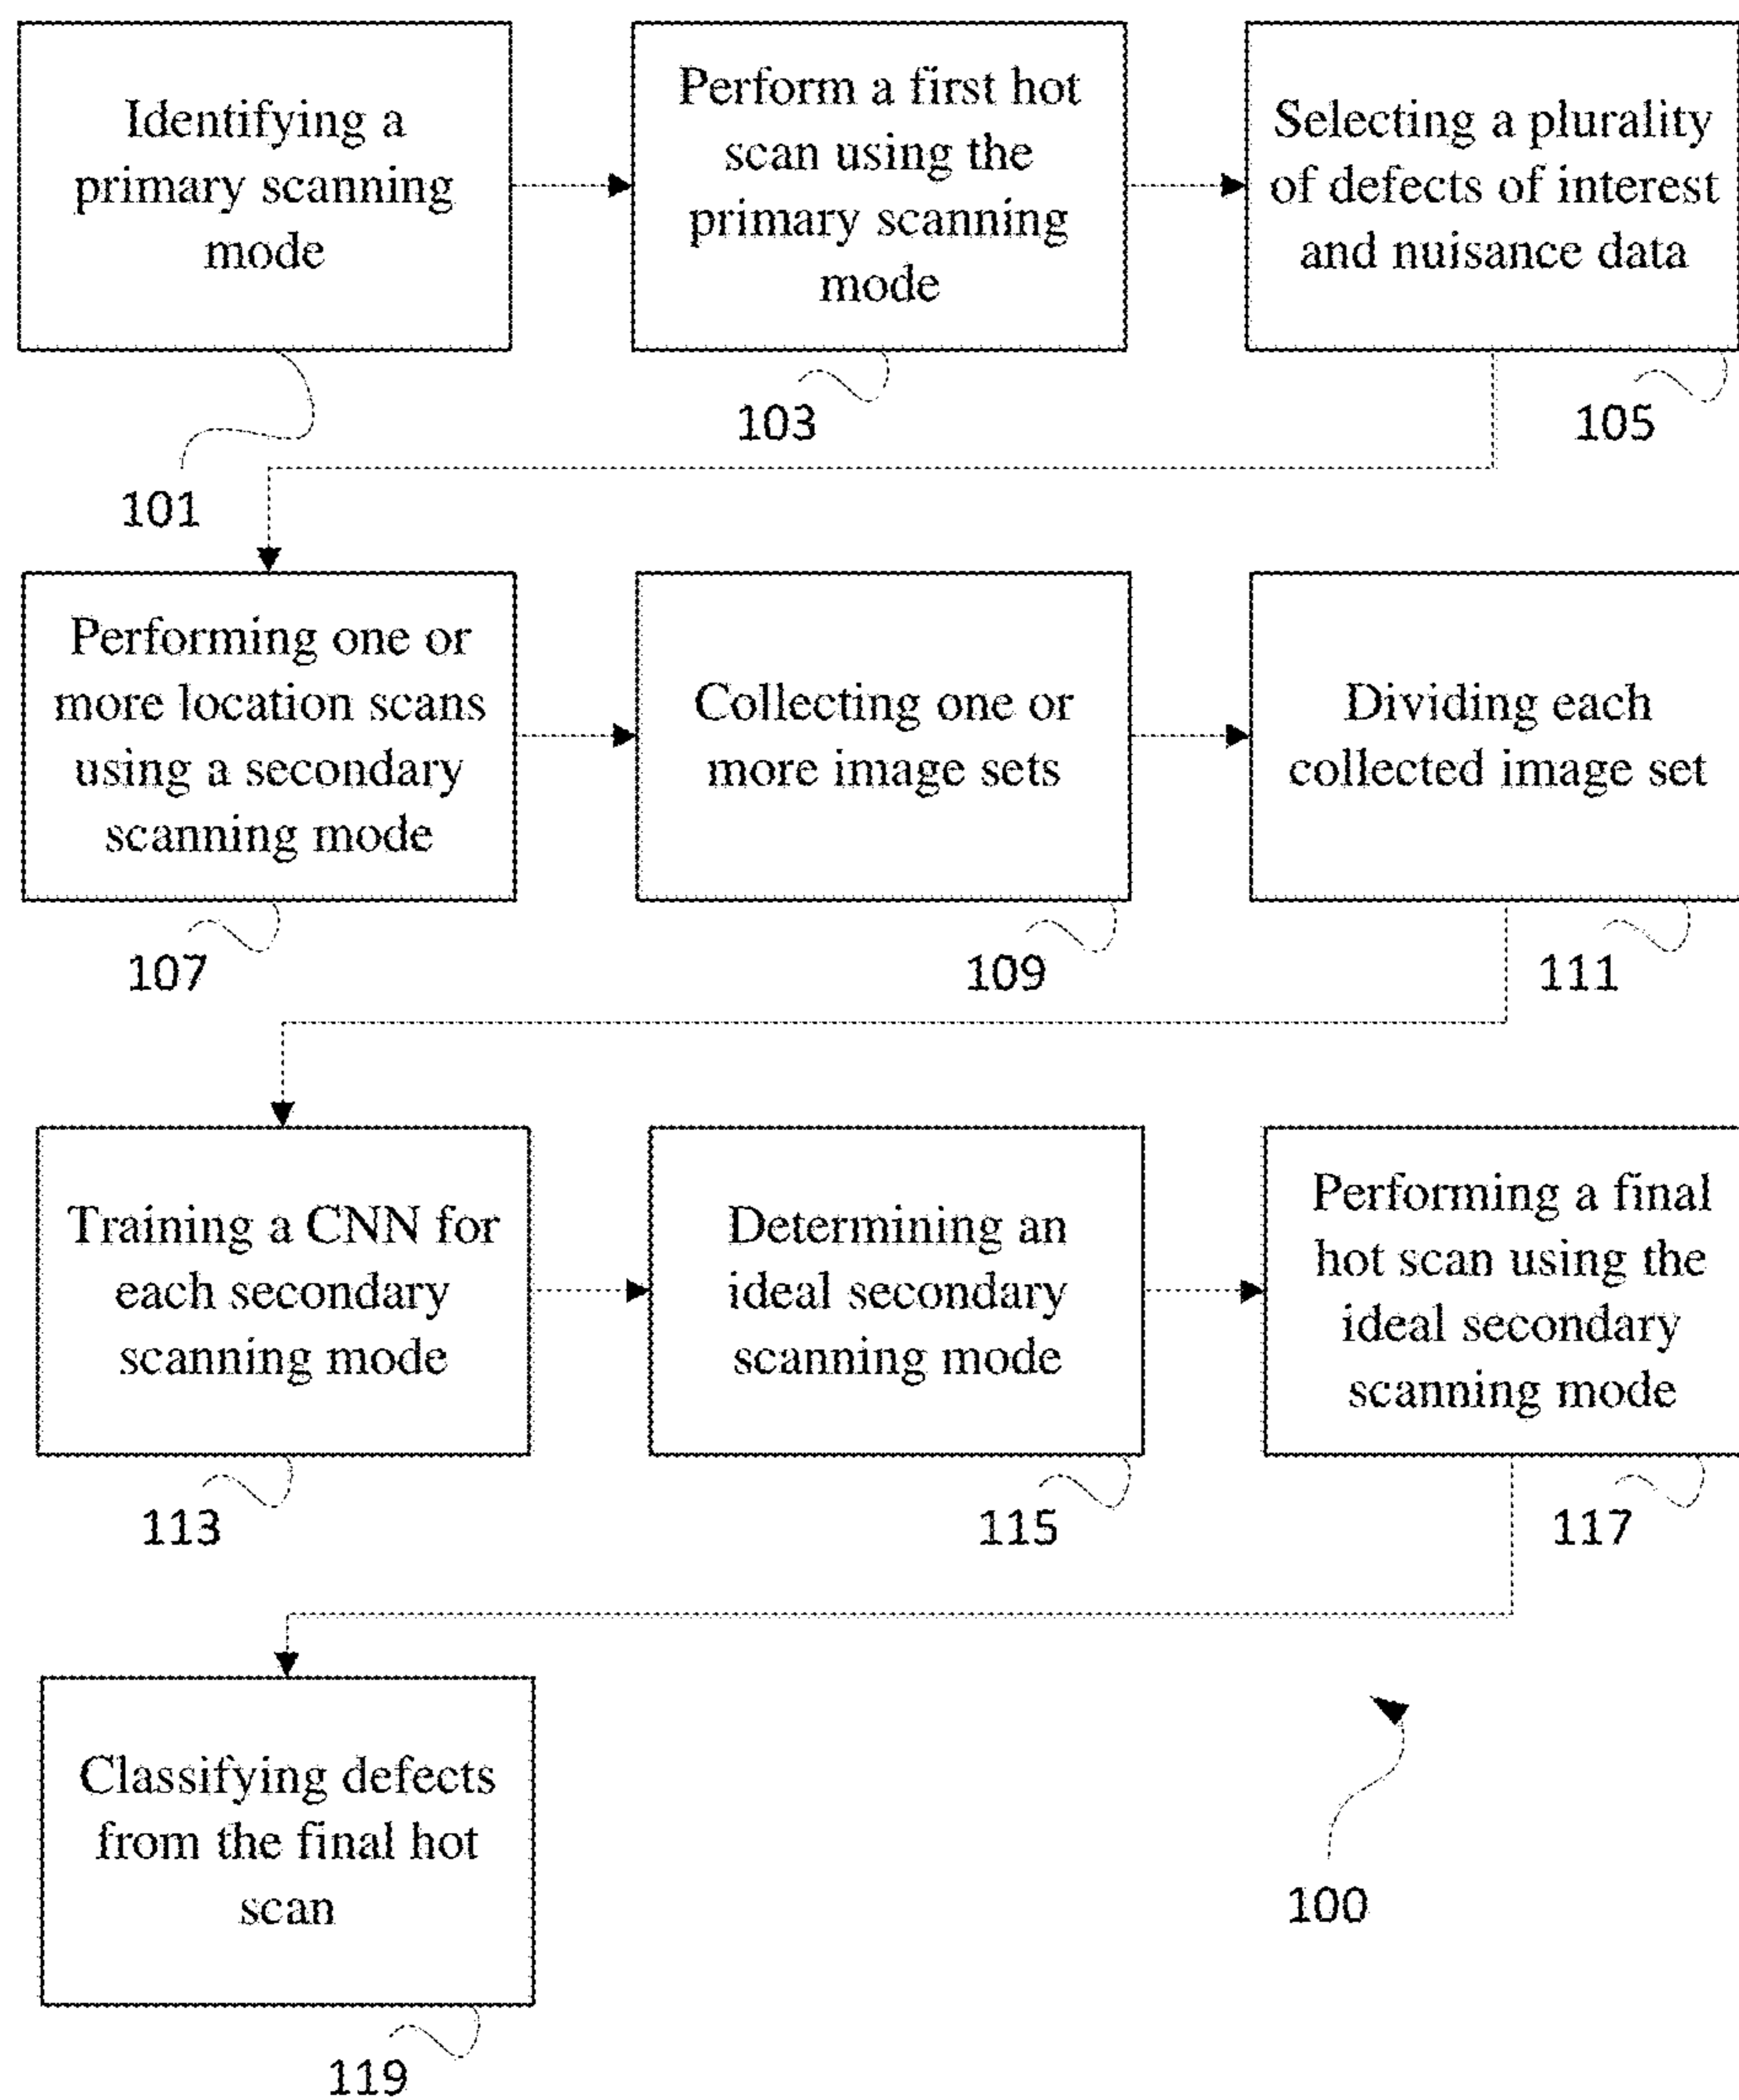 Identifying a
primary scanning
mode
Perform a first hot
scan using the
primary scanning
mode
Selecting a plurality
of defects of interest
and nuisance data
101
103
105
Performing one or
more location scans
using a secondary
scanning mode
Collecting one or
more image sets
Dividing each
collected image set
107
109
111
Training a CNN for
each secondary
scanning mode
Determining an
ideal secondary
scanning mode
Performing a final
hot scan using the
ideal secondary
scanning mode
113
115
117
Classifying defects
from the final hot
scan
119
100